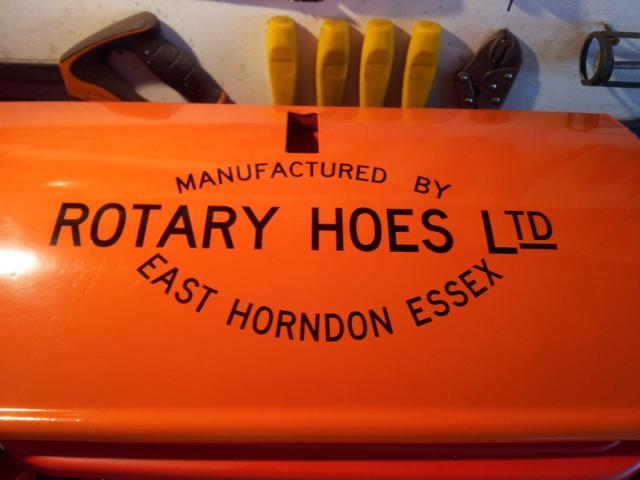 MANUFACTURED BY
ROTARY HOES LTD
EAST HORNDON ESSEX